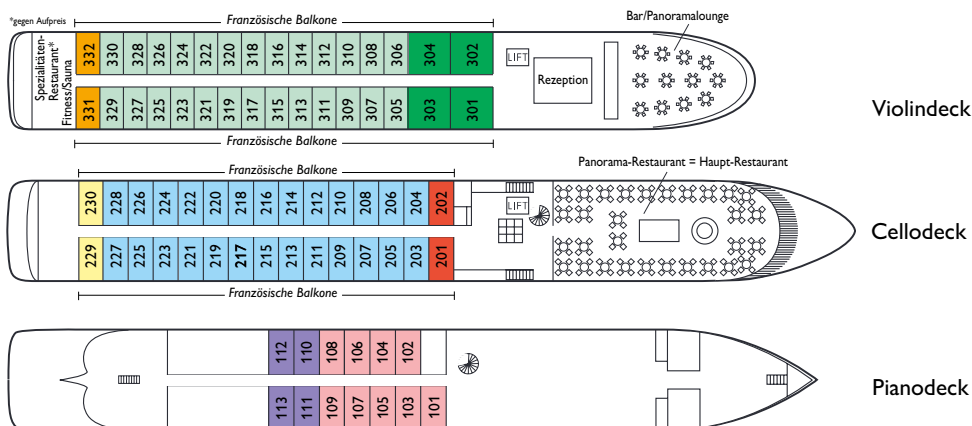 *gegen Aufpreis
Französische Balkone
Bar/Panoramalounge
Spezialitäten-
Restaurant*
Fitness/Sauna
332 330 328 326 324 222 320 318 316 314 312 310 308 306 304 302
LIFT
Rezeption
331 329 327 325 323 321 319 317 315 313 311 309 307 305 303 301
Violindeck
Französische Balkone
Französische Balkone
Panorama-Restaurant = Haupt-Restaurant
230 228 226 224 222 220 218 216 214 212 210 208 206 204 202
LIFT
Cellodeck
229 227 225 223 221 219 217 215 213 211 209 207 205 203 201
Französische Balkone
112 110 108 106 104 102
Pianodeck
113 111 109 107 105 103 101